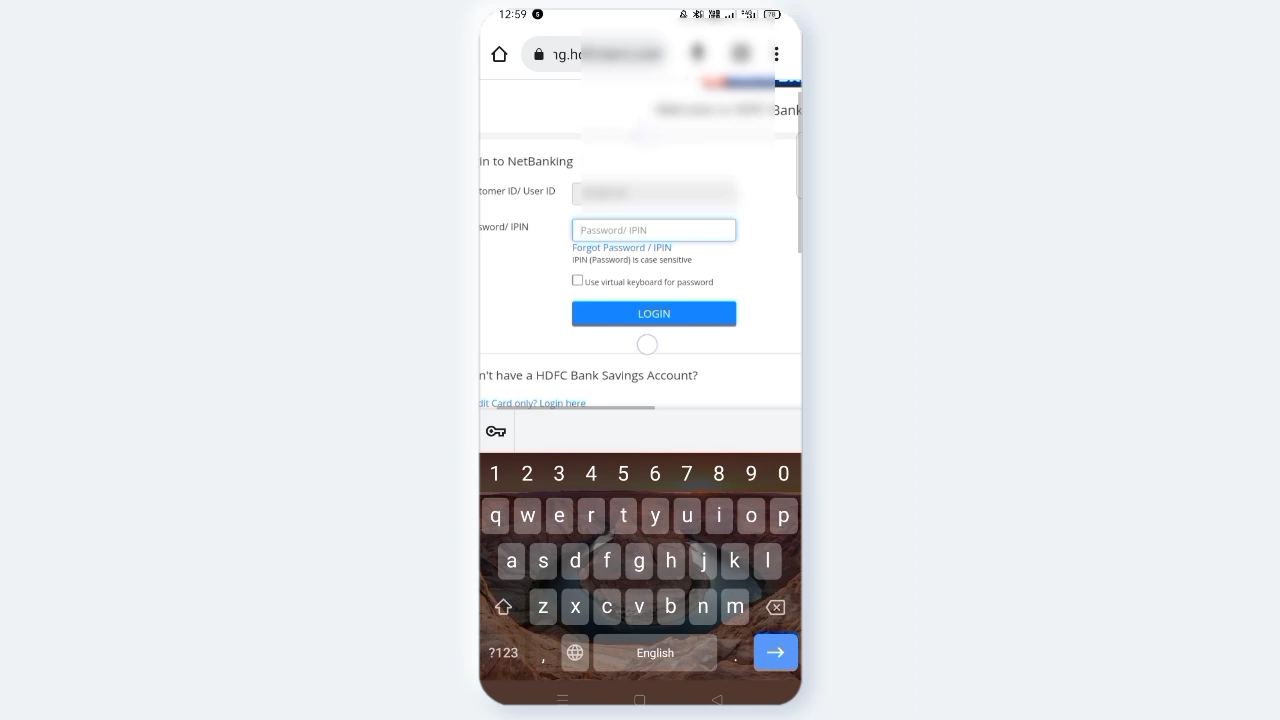 12:59
in to NetBanking
tomer ID/ User ID
sword/ IPIN
Password/ IPIN
Forgot Password / IPIN
IPIN (Password) is case sensitive
Use virtual keyboard for password
LOGIN
n't have a HDFC Bank Savings Account?
dit Card only? Login here
1 2 3 4 5 6 7 8 9 0
q w e r t y u i o p
a s d f g h j k l
z x c v b n m
?123 , English .